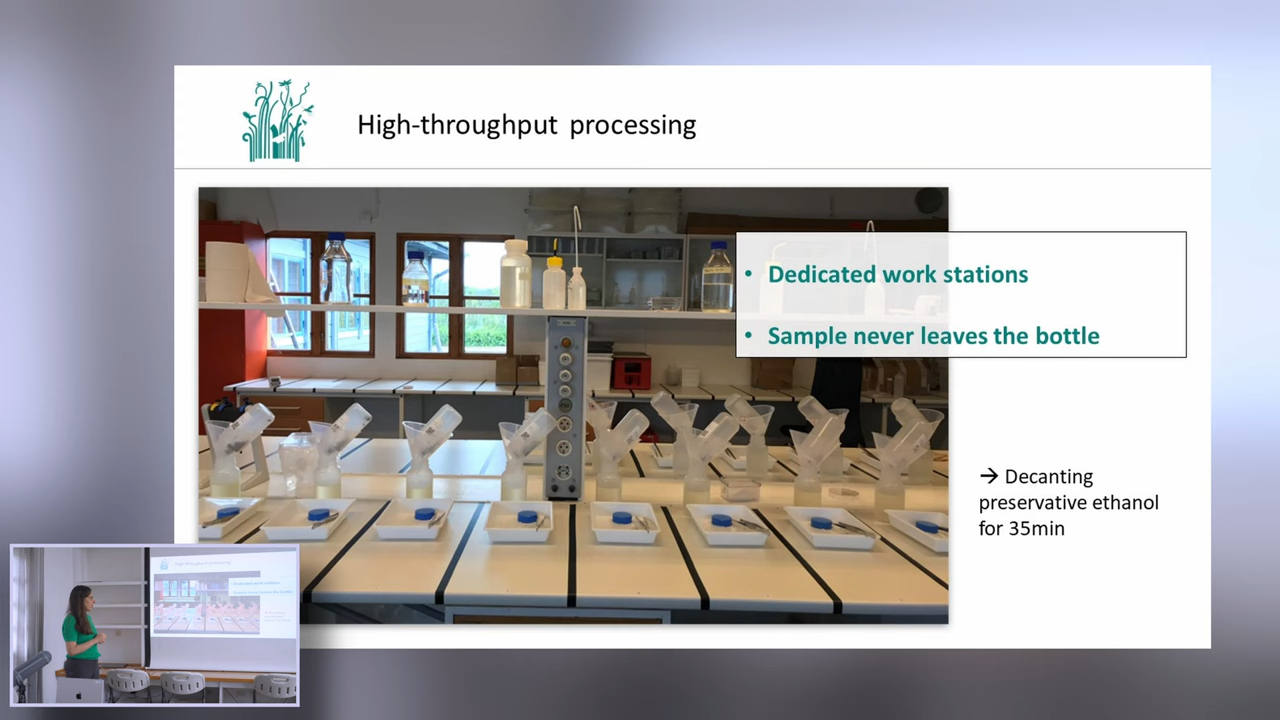 High-throughput processing
• Dedicated work stations
• Sample never leaves the bottle
→ Decanting
preservative ethanol
for 35min